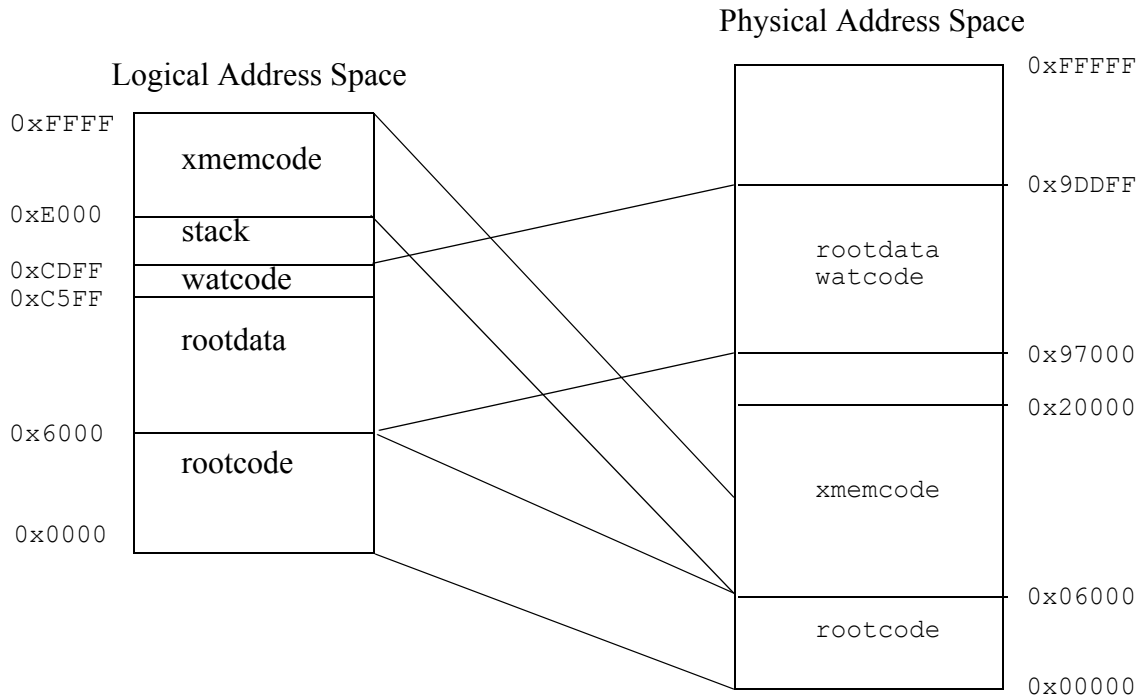 Physical Address Space
Logical Address Space
0xFFFF
xmemcode
0xE000
stack
0xCDFF
watcode
0xC5FF
rootdata
0x6000
rootcode
0x0000
0xFFFFF
0x9DDFF
rootdata
watcode
0x97000
0x20000
xmemcode
0x06000
rootcode
0x00000